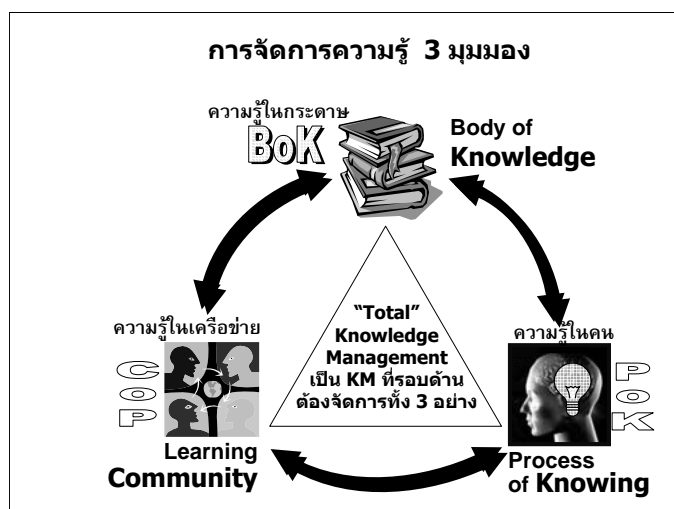 การจัดการความรู้ 3 มุมมอง
ความรู้ในกระดาษ
BoK
Body of
Knowledge
"Total"
Knowledge
Management
เป็น KM ที่รอบด้าน
ต้องจัดการทั้ง 3 อย่าง
ความรู้ในเครือข่าย
CoP
Learning
Community
ความรู้ในคน
PoK
Process
of Knowing